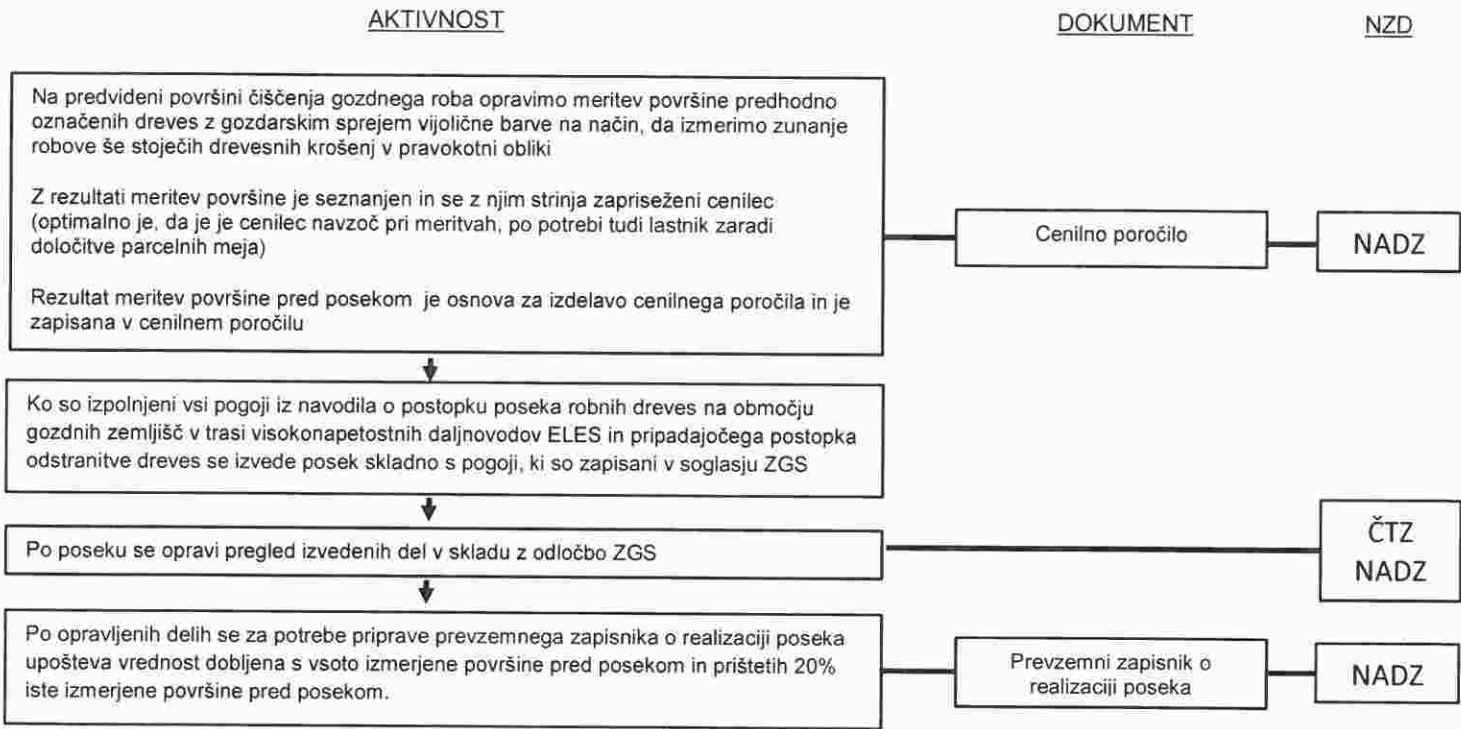 AKTIVNOST
DOKUMENT
NZD
Na predvideni površini čiščenja gozdnega roba opravimo meritev površine predhodno
označenih dreves z gozdarskim sprejem vijolične barve na način, da izmerimo zunanje
robove še stoječih drevesnih krošenj v pravokotni obliki
Z rezultati meritev površine je seznanjen in se z njim strinja zapriseženi cenilec
(optimalno je, da je je cenilec navzoč pri meritvah, po potrebi tudi lastnik zaradi
določitve parcelnih meja)
Rezultat meritev površine pred posekom je osnova za izdelavo cenilnega poročila in je
zapisana v cenilnem poročilu
Cenilno poročilo
NADZ
Ko so izpolnjeni vsi pogoji iz navodila o postopku poseka robnih dreves na območju
gozdnih zemljišč v trasi visokonapetostnih daljnovodov ELES in pripadajočega postopka
odstranitve dreves se izvede posek skladno s pogoji, ki so zapisani v soglasju ZGS
Po poseku se opravi pregled izvedenih del v skladu z odločbo ZGS
ČTZ
NADZ
Po opravljenih delih se za potrebe priprave prevzemnega zapisnika o realizaciji poseka
upošteva vrednost dobljena s vsoto izmerjene površine pred posekom in prištetih 20%
iste izmerjene površine pred posekom.
Prevzemni zapisnik o
realizaciji poseka
NADZ